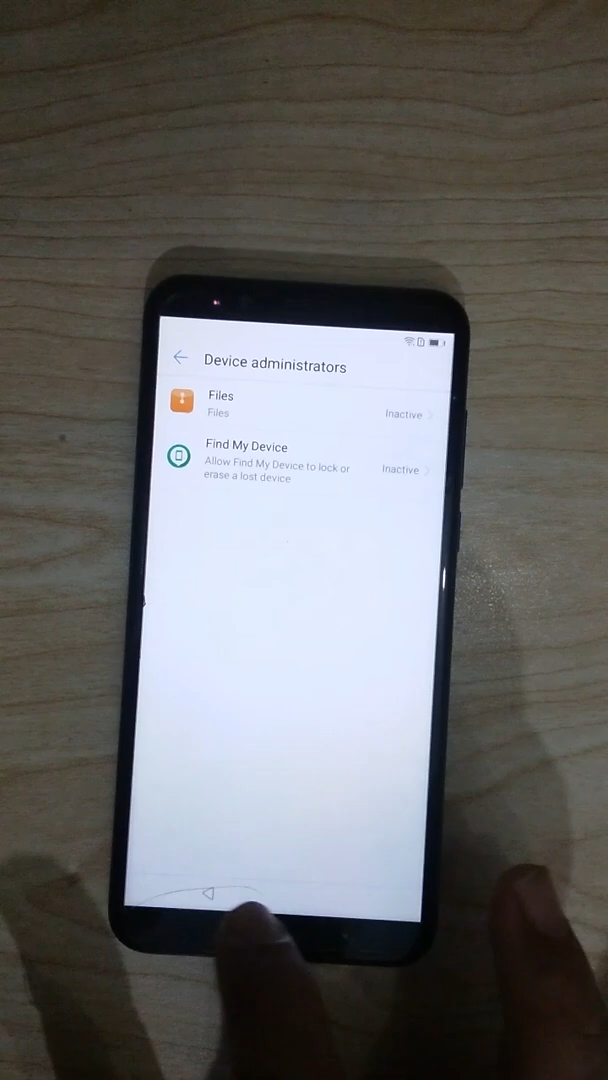 Device administrators
Files
Files
Inactive
Find My Device
Allow Find My Device to lock or
erase a lost device
Inactive